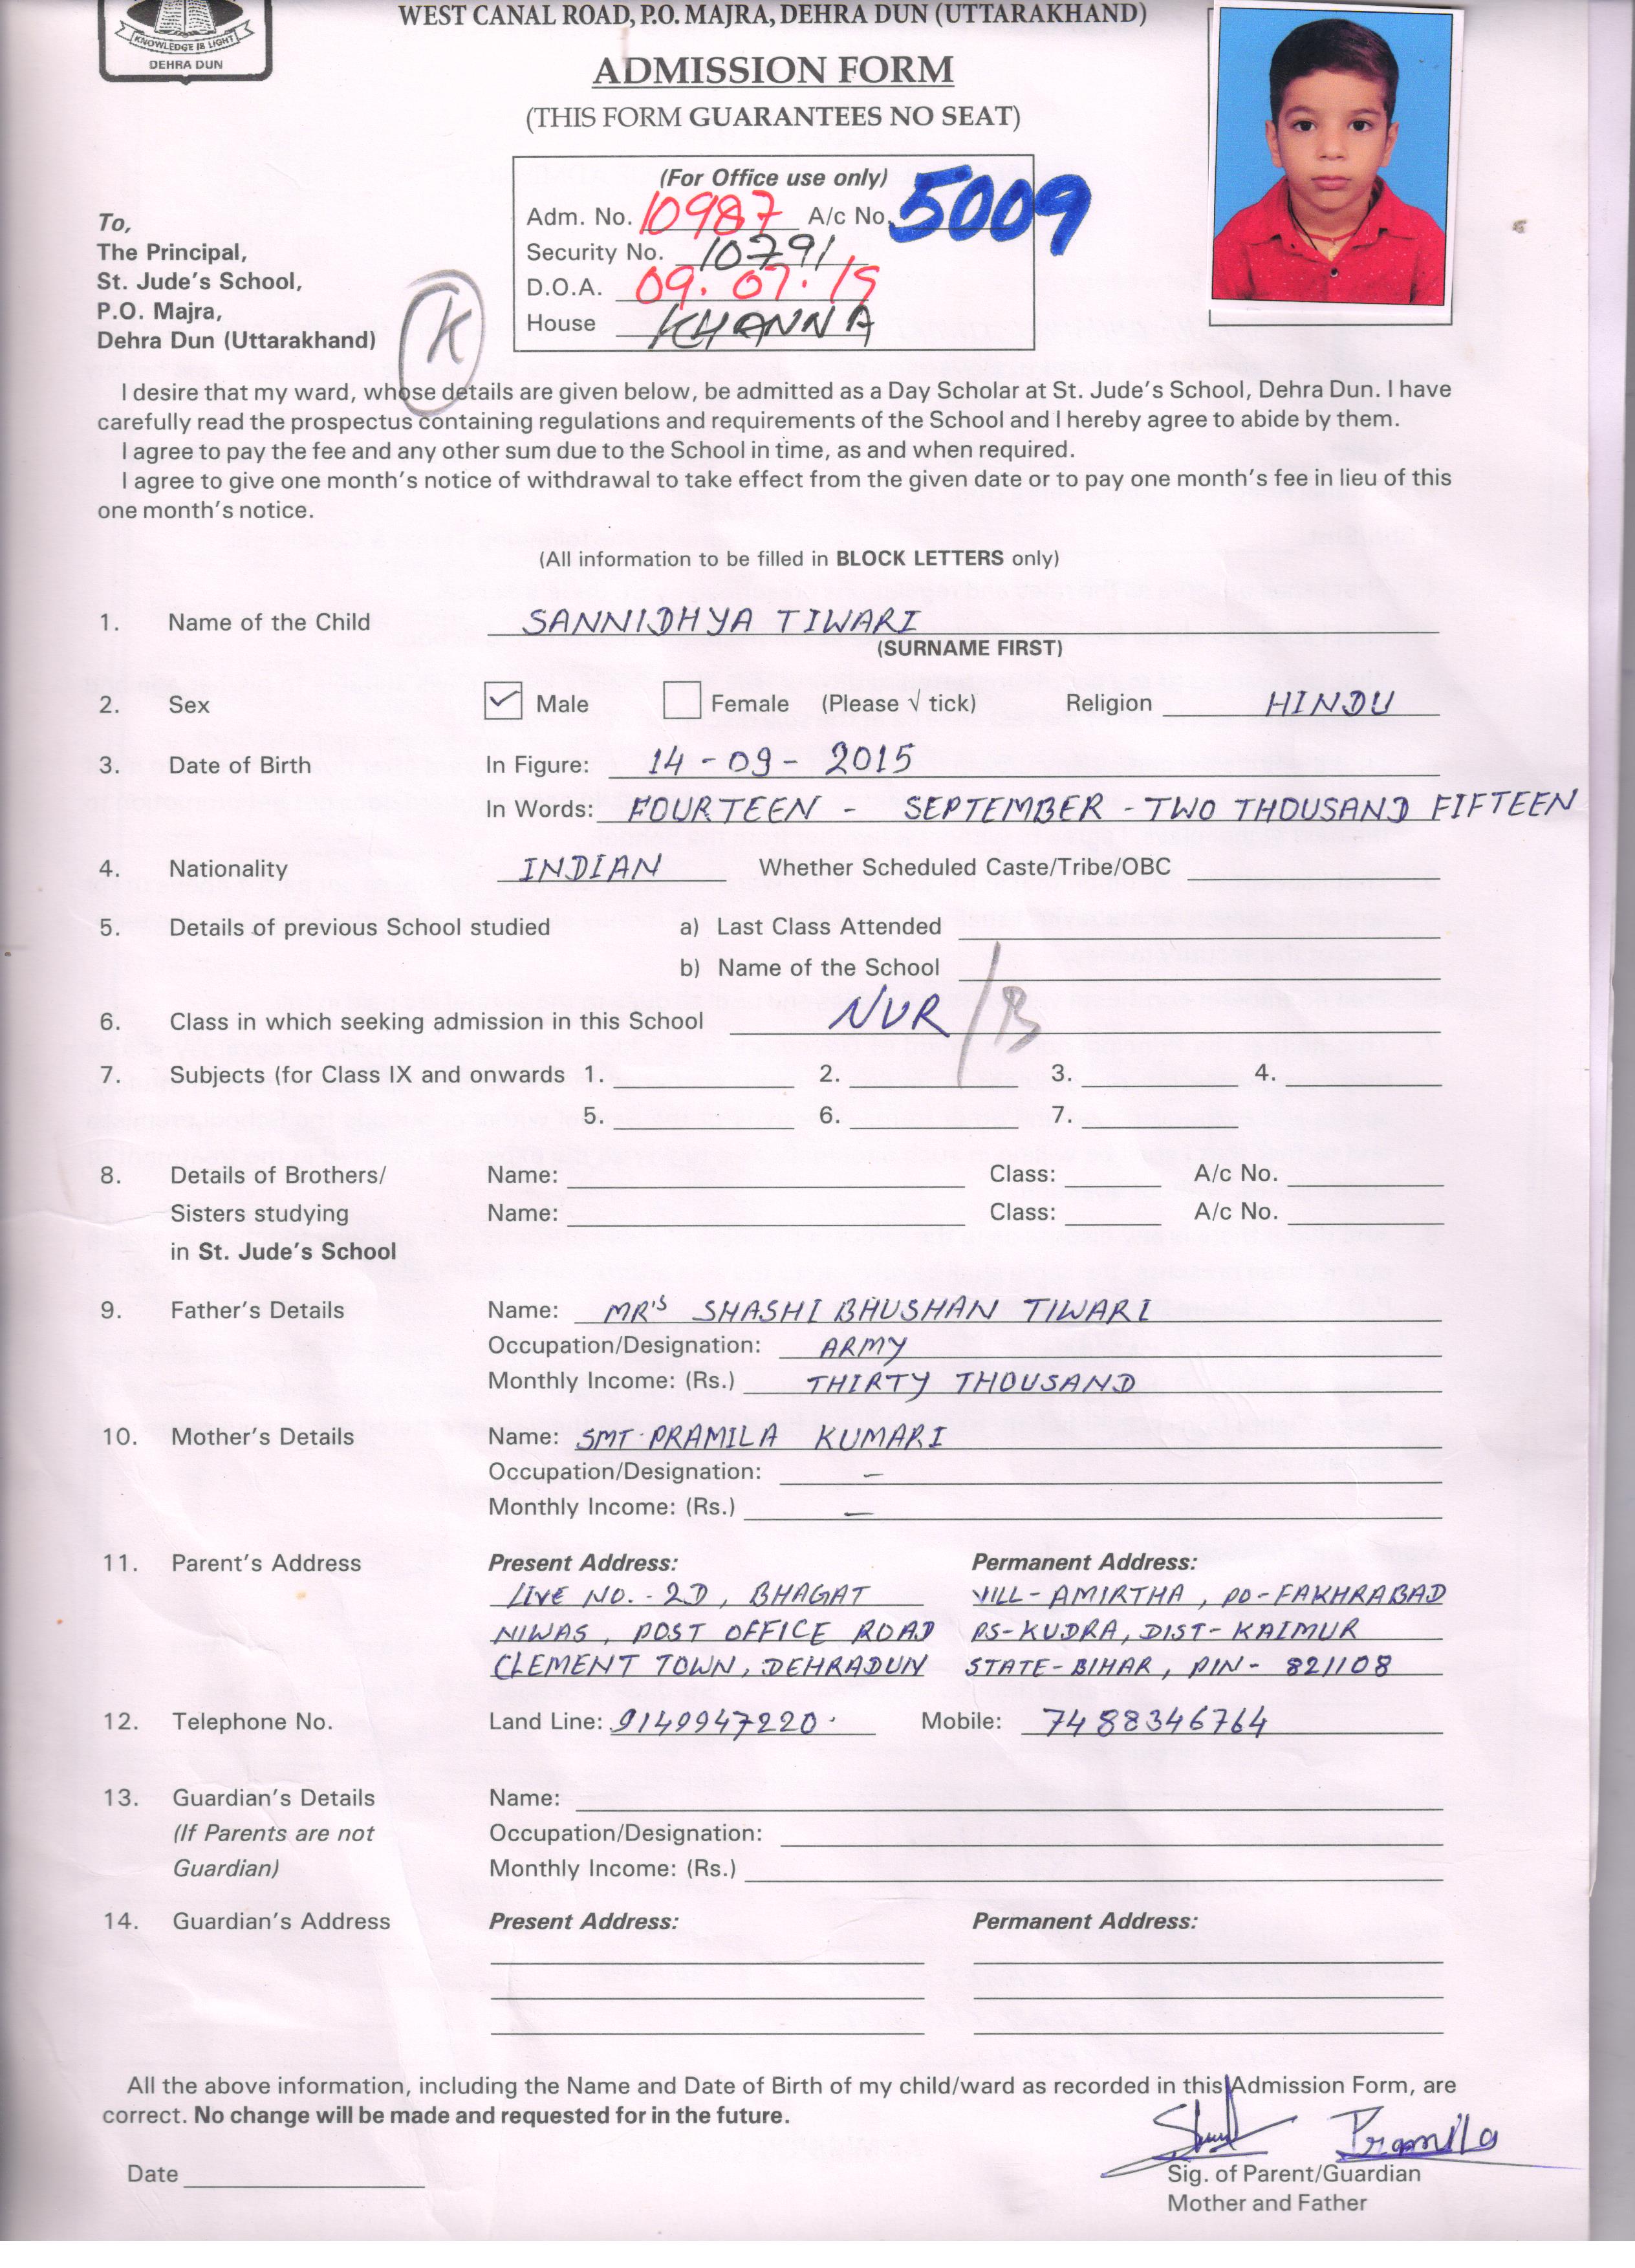 WEST CANAL ROAD, P.O. MAJRA, DEHRA DUN (UTTARAKHAND)
KNOWLEDGE IS LIGHT
DEHRA DUN
ADMISSION FORM
(THIS FORM GUARANTEES NO SEAT)
(For Office use only)
Adm. No. 10987 A/c No. 5009
Security No. 10791
D.O.A. 09.07.19
House KHANNA
To,
The Principal,
St. Jude's School,
P.O. Majra,
Dehra Dun (Uttarakhand)
K
I desire that my ward, whose details are given below, be admitted as a Day Scholar at St. Jude's School, Dehra Dun. I have
carefully read the prospectus containing regulations and requirements of the School and I hereby agree to abide by them.
I agree to pay the fee and any other sum due to the School in time, as and when required.
I agree to give one month's notice of withdrawal to take effect from the given date or to pay one month's fee in lieu of this
one month's notice.
(All information to be filled in BLOCK LETTERS only)
1. Name of the Child SANNIDHYA TIWARI
(SURNAME FIRST)
2. Sex ✓ Male Female (Please √ tick) Religion HINDU
3. Date of Birth In Figure: 14-09-2015
In Words: FOURTEEN - SEPTEMBER - TWO THOUSAND FIFTEEN
4. Nationality INDIAN Whether Scheduled Caste/Tribe/OBC
5. Details of previous School studied a) Last Class Attended
b) Name of the School
6. Class in which seeking admission in this School NUR / B
7. Subjects (for Class IX and onwards 1. 2. 3. 4.
5. 6. 7.
8. Details of Brothers/ Name: Class: A/c No.
Sisters studying Name: Class: A/c No.
in St. Jude's School
9. Father's Details Name: MR'S SHASHI BHUSHAN TIWARI
Occupation/Designation: ARMY
Monthly Income: (Rs.) THIRTY THOUSAND
10. Mother's Details Name: SMT. PRAMILA KUMARI
Occupation/Designation: —
Monthly Income: (Rs.) —
11. Parent's Address Present Address: Permanent Address:
LIVE NO.-2D, BHAGAT VILL-AMIRTHA, PO-FAKHRABAD
NIWAS, POST OFFICE ROAD PS-KUDRA, DIST-KAIMUR
CLEMENT TOWN, DEHRADUN STATE-BIHAR, PIN-821108
12. Telephone No. Land Line: 9149947220. Mobile: 7488346764
13. Guardian's Details Name:
(If Parents are not Occupation/Designation:
Guardian) Monthly Income: (Rs.)
14. Guardian's Address Present Address: Permanent Address:
All the above information, including the Name and Date of Birth of my child/ward as recorded in this Admission Form, are
correct. No change will be made and requested for in the future.
Pramila
Date Sig. of Parent/Guardian
Mother and Father